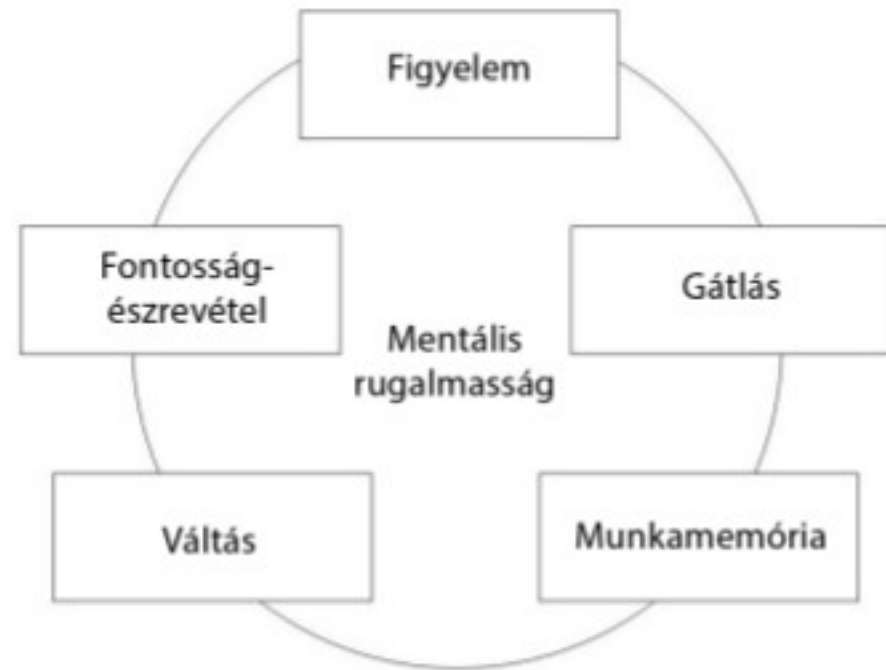 Figyelem
Fontosság-
észrevétel
Gátlás
Mentális
rugalmasság
Váltás
Munkamemória